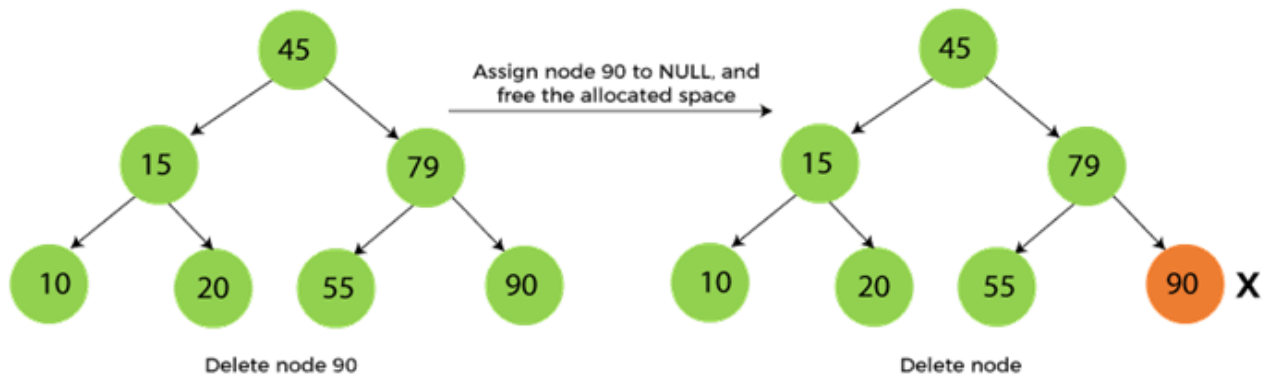 45
15
79
10
20
55
90
Delete node 90
Assign node 90 to NULL, and
free the allocated space
45
15
79
10
20
55
90 X
Delete node